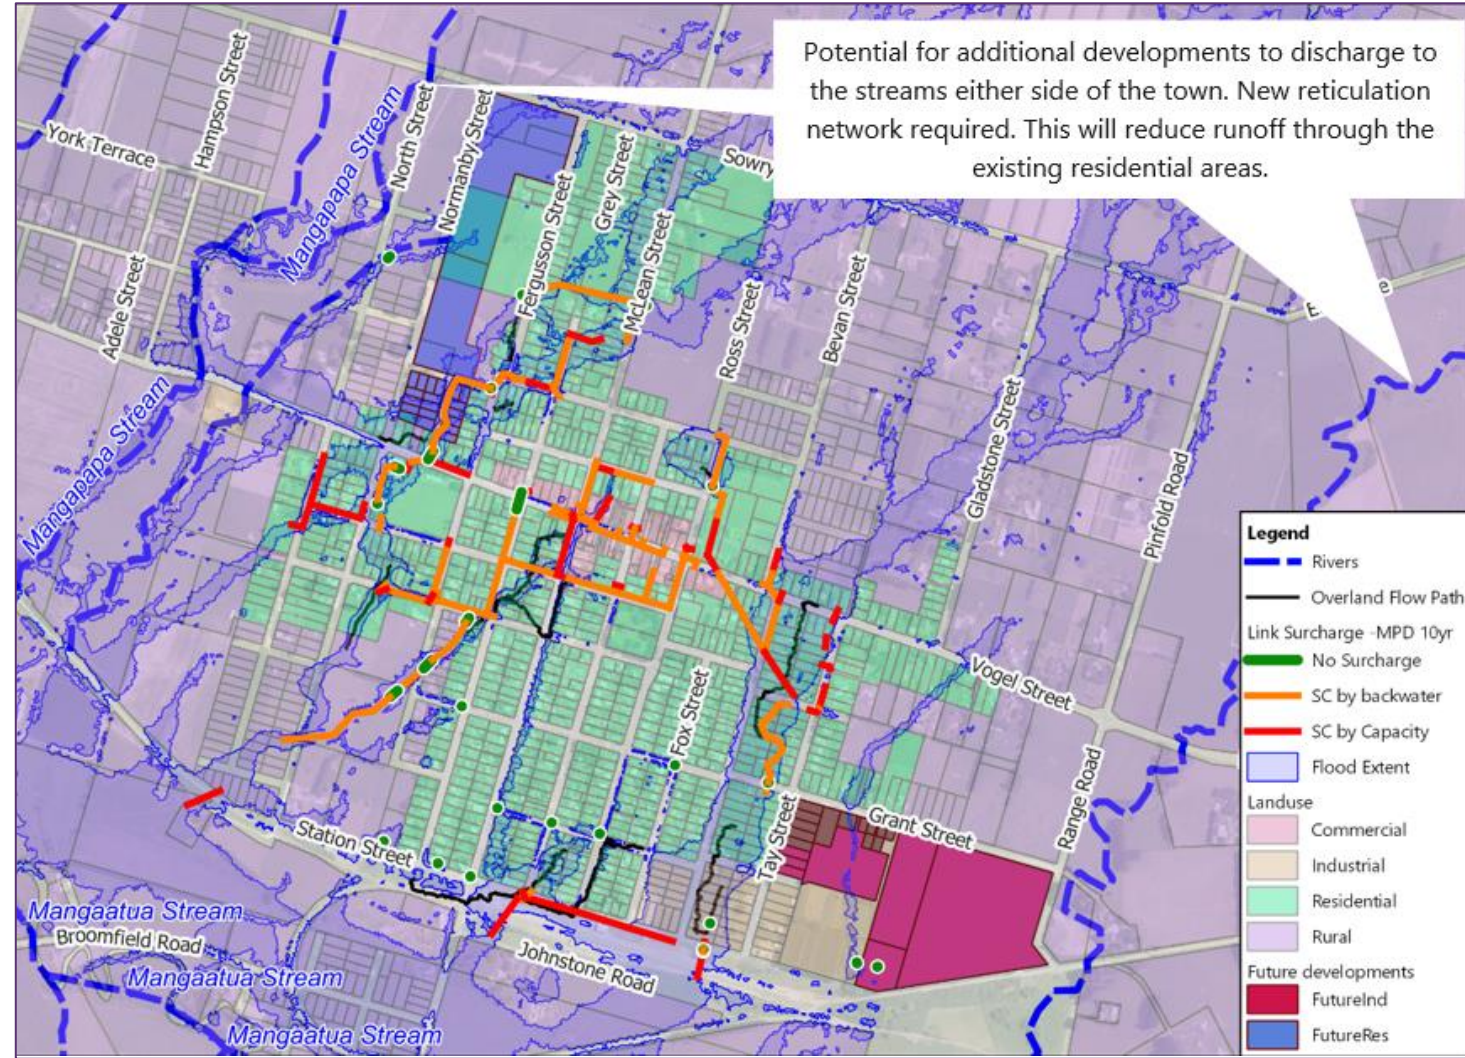 Potential for additional developments to discharge to
the streams either side of the town. New reticulation
network required. This will reduce runoff through the
existing residential areas.
York Terrace
Hampson Street
Mangapapa Stream
North Street
Normanby Street
Fergusson Street
Grey Street
McLean Street
Sowry
Adele Street
Ross Street
Bevan Street
Gladstone Street
Pinfold Road
E
e
Mangapapa Stream
Vogel Street
Fox Street
Tay Street
Grant Street
Range Road
Station Street
Johnstone Road
Mangaatua Stream
Broomfield Road
Mangaatua Stream
Mangaatua Stream
Legend
Rivers
Overland Flow Path
Link Surcharge -MPD 10yr
No Surcharge
SC by backwater
SC by Capacity
Flood Extent
Landuse
Commercial
Industrial
Residential
Rural
Future developments
FutureInd
FutureRes